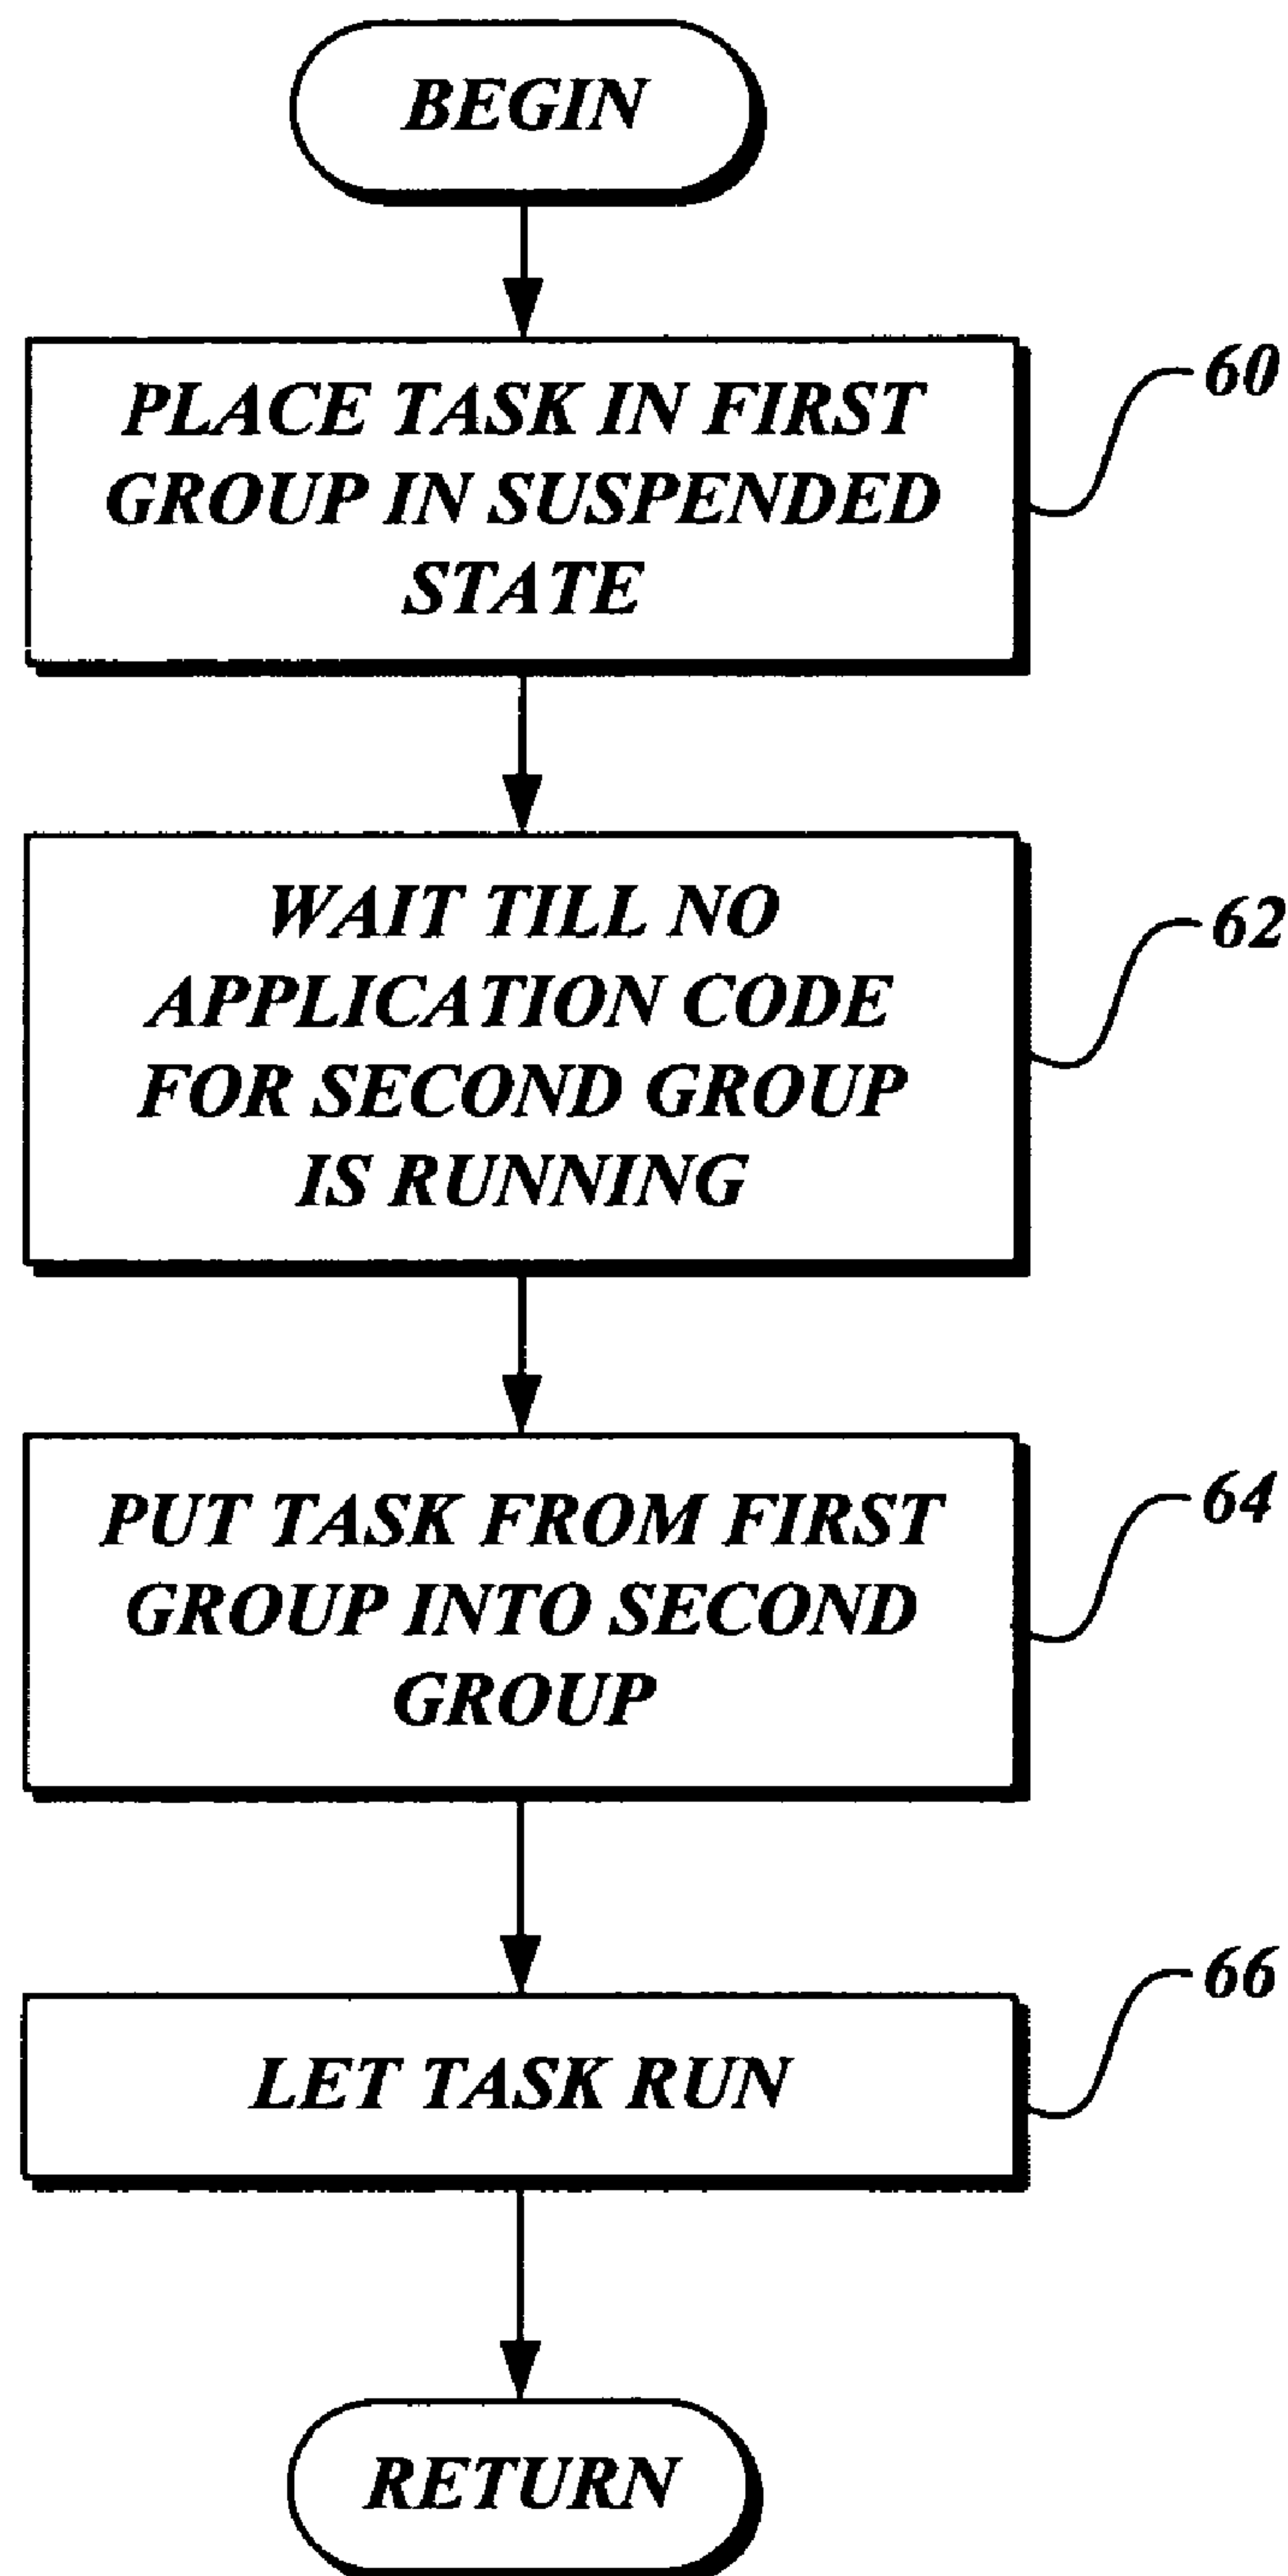 BEGIN
PLACE TASK IN FIRST
GROUP IN SUSPENDED
STATE
60
WAIT TILL NO
APPLICATION CODE
FOR SECOND GROUP
IS RUNNING
62
PUT TASK FROM FIRST
GROUP INTO SECOND
GROUP
64
LET TASK RUN
66
RETURN